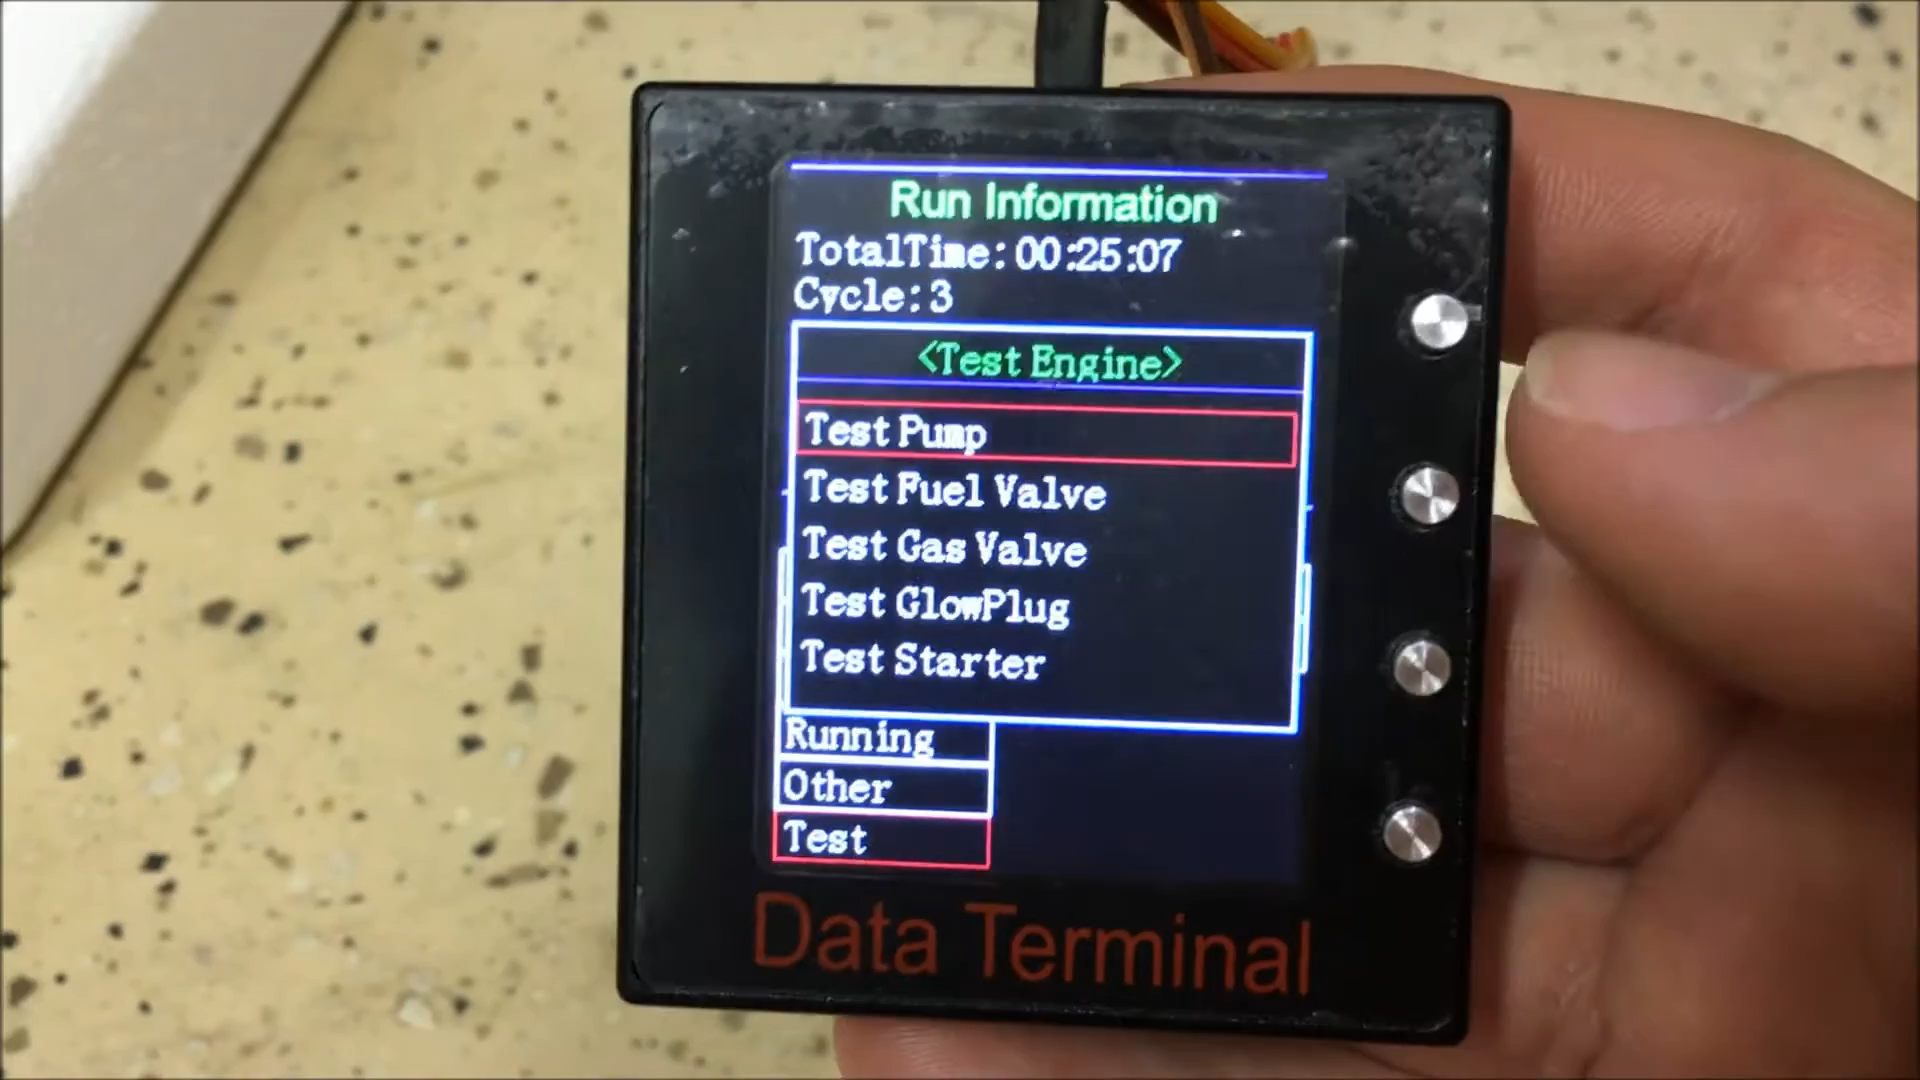 Run Information
TotalTime:00:25:07
Cycle:3
<Test Engine>
Test Pump
Test Fuel Valve
Test Gas Valve
Test GlowPlug
Test Starter
Running
Other
Test
Data Terminal